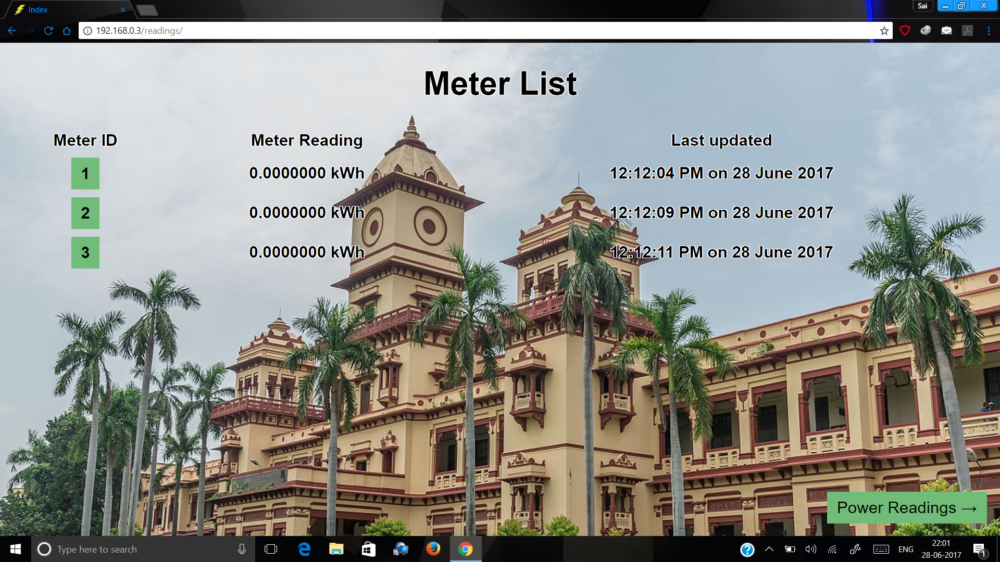 Index
Sai
192.168.0.3/readings/
Meter List
Meter ID Meter Reading Last updated
1 0.0000000 kWh 12:12:04 PM on 28 June 2017
2 0.0000000 kWh 12:12:09 PM on 28 June 2017
3 0.0000000 kWh 12:12:11 PM on 28 June 2017
Power Readings →
Type here to search
ENG
22:01
28-06-2017
1